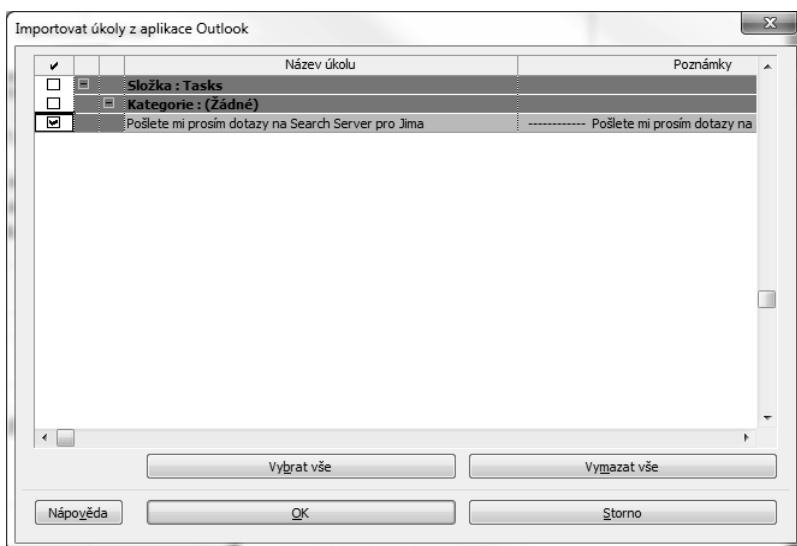 Importovat úkoly z aplikace Outlook
Název úkolu Poznámky
Složka : Tasks
Kategorie : (Žádné)
Pošlete mi prosím dotazy na Search Server pro Jima ------------ Pošlete mi prosím dotazy na
Vybrat vše Vymazat vše
Nápověda OK Storno